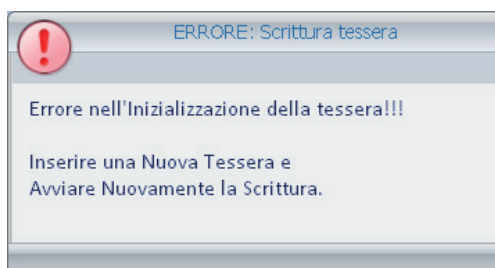 ERRORE: Scrittura tessera
Errore nell'Inizializzazione della tessera!!!
Inserire una Nuova Tessera e
Avviare Nuovamente la Scrittura.